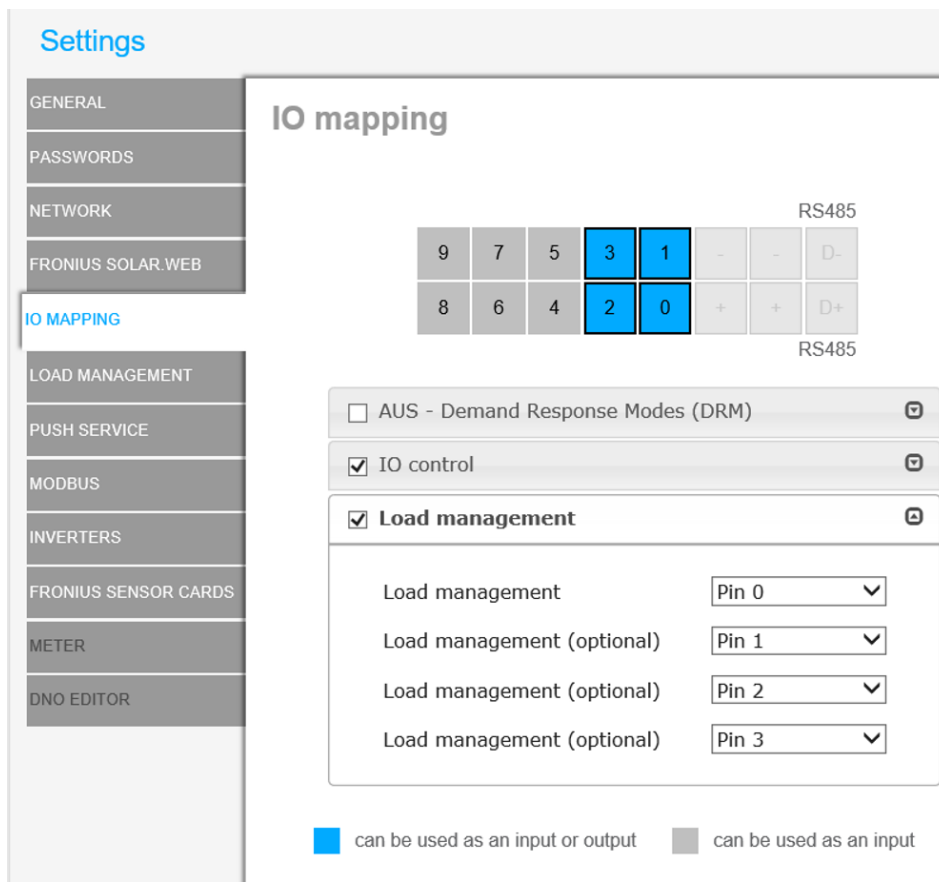 Settings
GENERAL
PASSWORDS
NETWORK
FRONIUS SOLAR.WEB
IO MAPPING
LOAD MANAGEMENT
PUSH SERVICE
MODBUS
INVERTERS
FRONIUS SENSOR CARDS
METER
DNO EDITOR
IO mapping
RS485
9 7 5 3 1 - - D-
8 6 4 2 0 + + D+
RS485
AUS - Demand Response Modes (DRM)
IO control
Load management
Load management Pin 0
Load management (optional) Pin 1
Load management (optional) Pin 2
Load management (optional) Pin 3
can be used as an input or output can be used as an input